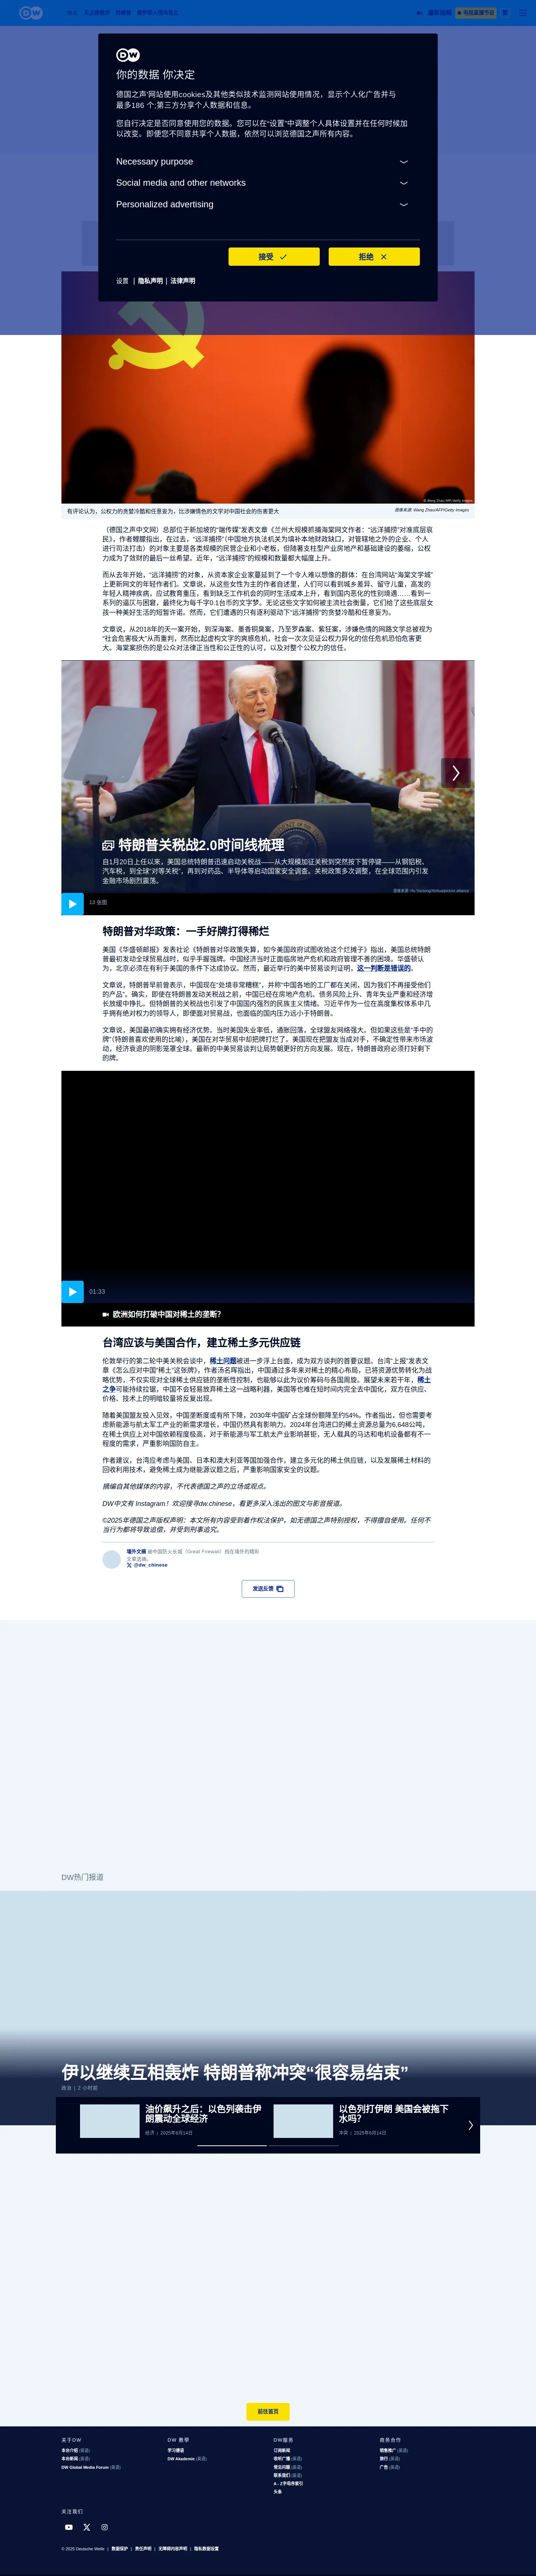 DW
最新视频
电视直播节目
DW
你的数据 你决定
德国之声网站使用cookies及其他类似技术监测网站使用情况，显示个人化广告并与
最多186 个;第三方分享个人数据和信息。
您自行决定是否同意使用您的数据。您可以在“设置”中调整个人具体设置并在任何时候加
以改变。即使您不同意共享个人数据，依然可以浏览德国之声所有内容。
Necessary purpose
Social media and other networks
Personalized advertising
接受
拒绝
设置 | 隐私声明 | 法律声明
© Wang Zhao/AFP/Getty Images
有评论认为，公权力的贪婪冷酷和任意妄为，比涉嫌情色的文学对中国社会的伤害更大
图像来源: Wang Zhao/AFP/Getty Images
（德国之声中文网）总部位于新加坡的“端传媒”发表文章《兰州大规模抓捕海棠网文作者：“远洋捕捞”对准底层哀
民》，作者鲤朦指出，在过去，“远洋捕捞”（中国地方执法机关为填补本地财政缺口，对管辖地之外的企业、个人
进行司法打击）的对象主要是各类规模的民营企业和小老板，但随着支柱型产业房地产和基础建设的萎缩，公权
力成为了敛财的最后一丝希望。近年，“远洋捕捞”的规模和数量都大幅度上升。
而从去年开始，“远洋捕捞”的对象，从资本家企业家蔓延到了一个令人难以想像的群体：在台湾网站“海棠文学城”
上更新网文的年轻作者们。文章说，从这些女性为主的作者自述里，人们可以看到城乡差异、留守儿童，高发的
年轻人精神疾病，应试教育重压，看到缺乏工作机会的同时生活成本上升，看到国内恶化的性别境遇……看到一
系列的逼仄与困窘，最终化为每千字0.1台币的文字梦。无论这些文字如何被主流社会衡量，它们给了这些底层女
孩一种美好生活的短暂许诺。然而，它们遭遇的只有逐利驱动下“远洋捕捞”的贪婪冷酷和任意妄为。
文章说，从2018年的天一案开始，到深海案、墨香铜臭案，乃至罗森案、紫狂案，涉嫌色情的网路文学总被视为
“社会危害极大”从而重判，然而比起虚构文字的爽感危机，社会一次次见证公权力异化的信任危机恐怕危害更
大。海棠案损伤的是公众对法律正当性和公正性的认可，以及对整个公权力的信任。
特朗普关税战2.0时间线梳理
自1月20日上任以来，美国总统特朗普迅速启动关税战——从大规模加征关税到突然按下暂停键——从钢铝税、
汽车税，到全球“对等关税”，再到对药品、半导体等启动国家安全调查。关税政策多次调整，在全球范围内引发
金融市场剧烈震荡。
图像来源: Hu Yousong/Xinhua/picture alliance
13 张图
特朗普对华政策：一手好牌打得稀烂
美国《华盛顿邮报》发表社论《特朗普对华政策失算，如今美国政府试图收拾这个烂摊子》指出，美国总统特朗
普最初发动全球贸易战时，似乎手握强牌。中国经济当时正面临房地产危机和政府管理不善的困境。华盛顿认
为，北京必须在有利于美国的条件下达成协议。然而，最近举行的美中贸易谈判证明，这一判断是错误的。
文章说，特朗普早前曾表示，中国现在“处境非常糟糕”，并称“中国各地的工厂都在关闭，因为我们不再接受他们
的产品”。确实，即使在特朗普发动关税战之前，中国已经在房地产危机、债务风险上升、青年失业严重和经济增
长放缓中挣扎。但特朗普的关税战也引发了中国国内强烈的民族主义情绪。习近平作为一位在高度集权体系中几
乎拥有绝对权力的领导人，即便面对贸易战，也面临的国内压力远小于特朗普。
文章说，美国最初确实拥有经济优势。当时美国失业率低，通胀回落，全球盟友网络强大。但如果这些是“手中的
牌”（特朗普喜欢使用的比喻），美国在对华贸易中却把牌打烂了。美国现在把盟友当成对手，不确定性带来市场波
动，经济衰退的阴影笼罩全球。最新的中美贸易谈判让局势朝更好的方向发展。现在，特朗普政府必须打好剩下
的牌。
01:33
欧洲如何打破中国对稀土的垄断？
台湾应该与美国合作，建立稀土多元供应链
伦敦举行的第二轮中美关税会谈中，稀土问题被进一步浮上台面，成为双方谈判的首要议题。台湾“上报”发表文
章《怎么应对中国“稀土”这张牌》，作者汤名晖指出，中国通过多年来对稀土的精心布局，已将资源优势转化为战
略优势，不仅实现对全球稀土供应链的垄断性控制，也能够以此为议价筹码与各国周旋。展望未来若干年，稀土
之争可能持续拉锯，中国不会轻易放弃稀土这一战略利器，美国等也难在短时间内完全去中国化，双方在供应、
价格、技术上的明暗较量将反复出现。
随着美国盟友投入见效，中国垄断度或有所下降，2030年中国矿占全球份额降至约54%。作者指出，但也需要考
虑新能源与航太军工产业的新需求增长，中国仍然具有影响力。2024年台湾进口的稀土资源总量为6,648公吨，
在稀土供应上对中国依赖程度极高，对于新能源与军工航太产业影响甚钜，无人载具的马达和电机设备都有不一
程度的需求，严重影响国防自主。
作者建议，台湾应考虑与美国、日本和澳大利亚等国加强合作，建立多元化的稀土供应链，以及发展稀土材料的
回收利用技术，避免稀土成为继能源议题之后，严重影响国家安全的议题。
摘编自其他媒体的内容，不代表德国之声的立场或观点。
DW中文有 Instagram！欢迎搜寻dw.chinese，看更多深入浅出的图文与影音报道。
©2025年德国之声版权声明：本文所有内容受到着作权法保护，如无德国之声特别授权，不得擅自使用。任何不
当行为都将导致追偿，并受到刑事追究。
墙外文摘 被中国防火长城（Great Firewall）挡在墙外的精彩
文章选摘。
@dw_chinese
发送反馈
DW热门报道
伊以继续互相轰炸 特朗普称冲突“很容易结束”
政治 | 2 小时前
油价飙升之后：以色列袭击伊
朗震动全球经济
经济 | 2025年6月14日
以色列打伊朗 美国会被拖下
水吗？
冲突 | 2025年6月14日
前往首页
关于DW
本台介绍 (英语)
本台新闻 (英语)
DW Global Media Forum (英语)
DW 教学
学习德语
DW Akademie (英语)
DW服务
订阅新闻
收听广播 (英语)
常见问题 (英语)
联系我们 (英语)
A - Z字母序索引
头条
商务合作
销售推广 (英语)
旅行 (英语)
广告 (英语)
关注我们
© 2025 Deutsche Welle | 数据保护 | 责任声明 | 无障碍内容声明 | 隐私数据设置